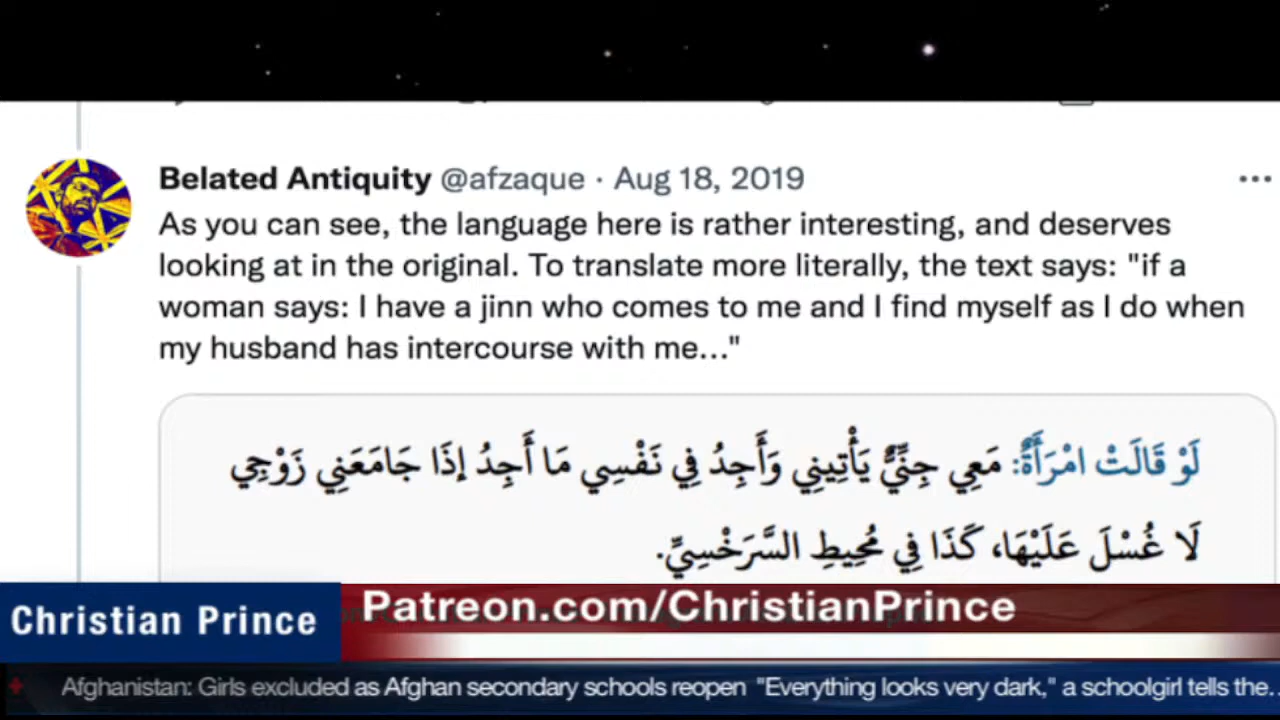 Belated Antiquity @afzaque · Aug 18, 2019
As you can see, the language here is rather interesting, and deserves
looking at in the original. To translate more literally, the text says: "if a
woman says: I have a jinn who comes to me and I find myself as I do when
my husband has intercourse with me..."
لَوْ قَالَتْ امْرَأَةٌ: مَعِي جِنِّيٌّ يَأْتِينِي وَأَجِدُ فِي نَفْسِي مَا أَجِدُ إذَا جَامَعَنِي زَوْجِي
لَا غُسْلَ عَلَيْهَا، كَذَا فِي مُحِيطِ السَّرَخْسِيِّ.
Patreon.com/ChristianPrince
Christian Prince
Afghanistan: Girls excluded as Afghan secondary schools reopen "Everything looks very dark," a schoolgirl tells the..